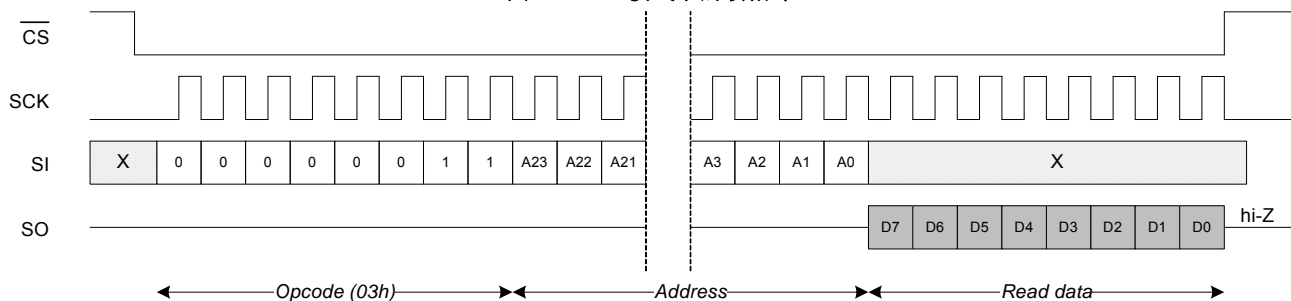 CS
SCK
SI X 0 0 0 0 0 0 1 1 A23 A22 A21 A3 A2 A1 A0 X
SO D7 D6 D5 D4 D3 D2 D1 D0 hi-Z
Opcode (03h) Address Read data